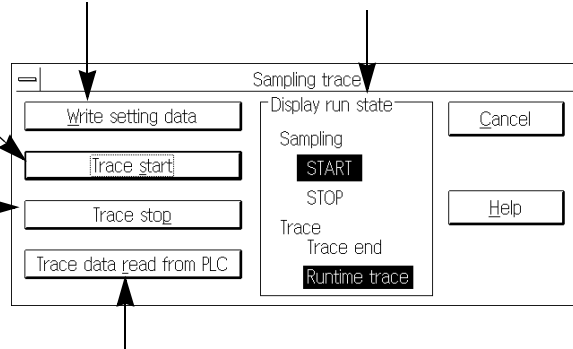 Sampling trace
Write setting data
Trace start
Trace stop
Trace data read from PLC
Display run state
Sampling
START
STOP
Trace
Trace end
Runtime trace
Cancel
Help